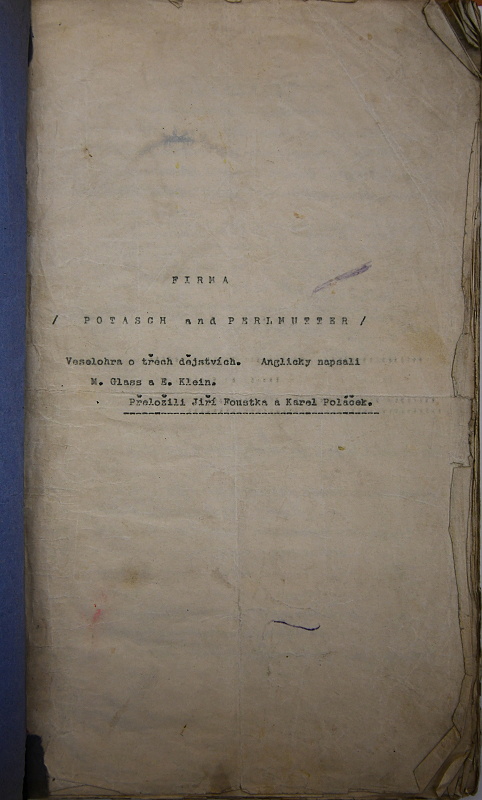 FIRMA
/ POTASCH and PERLMUTTER /
Veselohra o třech dějstvích. Anglicky napsali
M. Glass a E. Klein.
Přeložili Jiří Foustka a Karel Poláček.